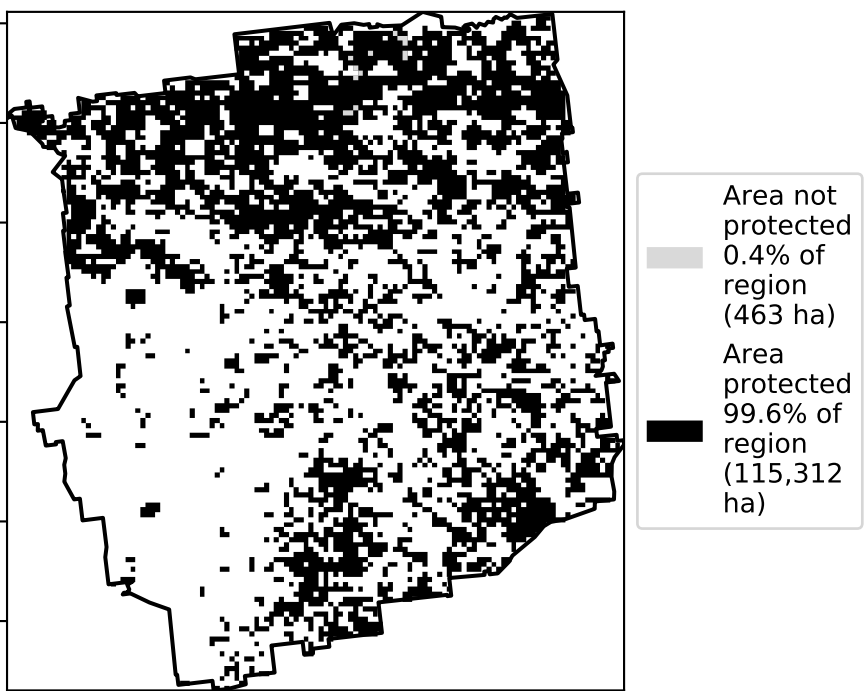 Area not
protected
0.4% of
region
(463 ha)
Area
protected
99.6% of
region
(115,312
ha)